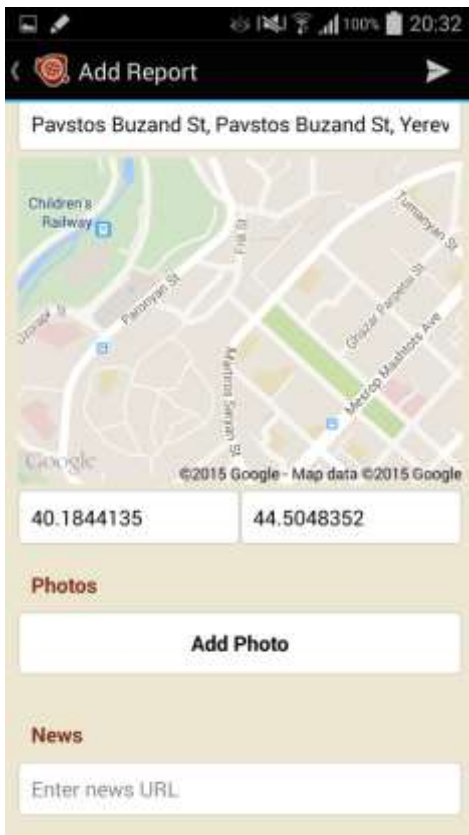 100% 20:32
Add Report
Pavstos Buzand St, Pavstos Buzand St, Yerev
Children's
Railway
Tumanyan St
Frik St
Paronyan St
Ghazar Parpetsi St
Mesrop Mashtots Ave
Martiros Saryan St
Google
©2015 Google - Map data ©2015 Google
40.1844135 44.5048352
Photos
Add Photo
News
Enter news URL